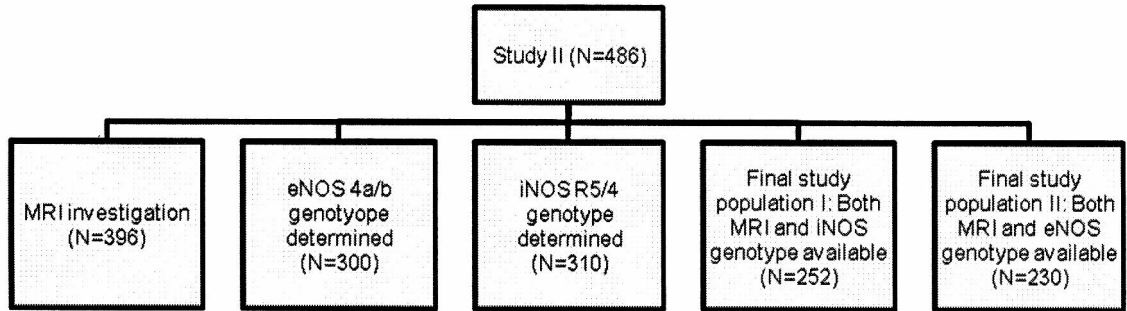 Study II (N=486)
MRI investigation
(N=396)
eNOS 4a/b
genotyope
determined
(N=300)
iNOS R5/4
genotype
determined
(N=310)
Final study
population I: Both
MRI and iNOS
genotype available
(N=252)
Final study
population II: Both
MRI and eNOS
genotype available
(N=230)